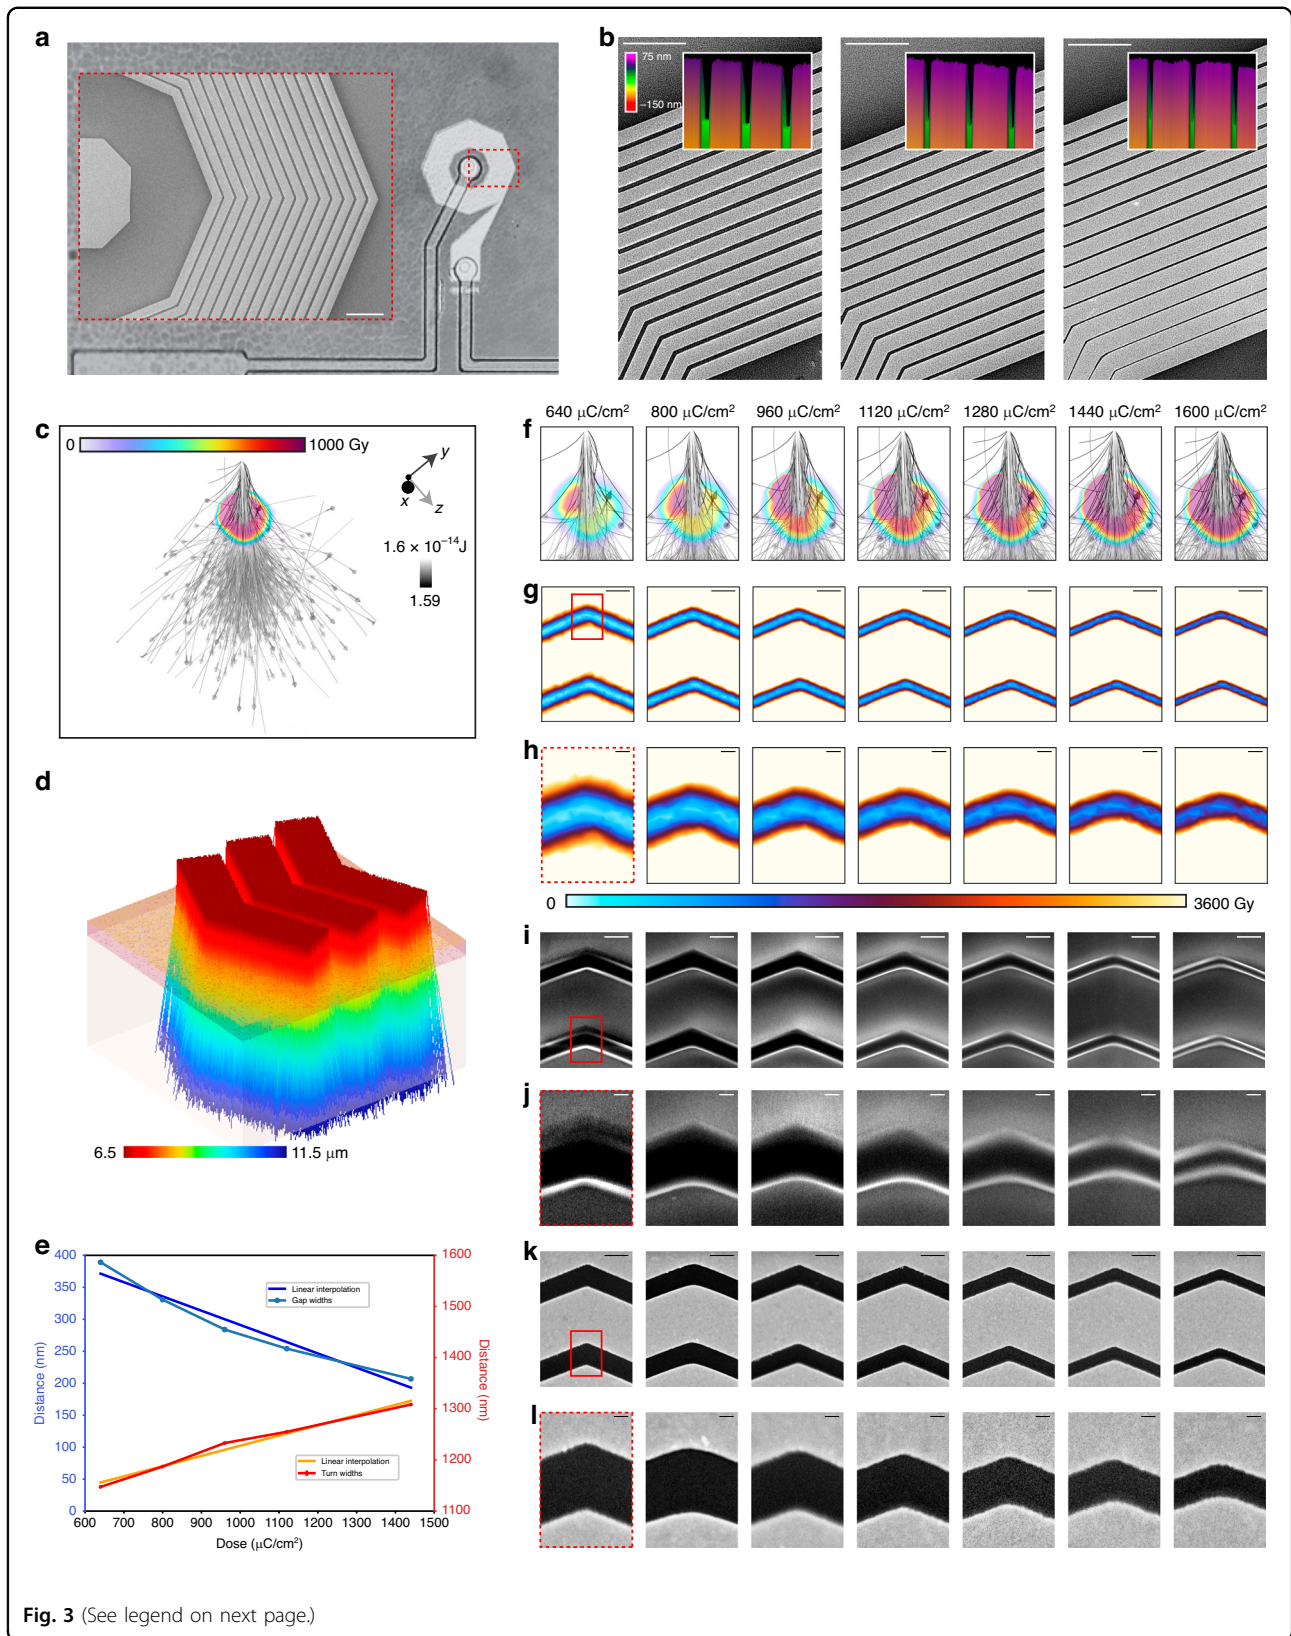 a
b
75 nm
−150 nm
c
0
1000 Gy
y
x
z
1.6 × 10⁻¹⁴J
1.59
d
6.5
11.5 μm
e
400
350
300
250
200
150
100
50
0
Distance (nm)
1600
1500
1400
1300
1200
1100
Distance (nm)
Linear interpolation
Gap widths
Linear interpolation
Turn widths
600 700 800 900 1000 1100 1200 1300 1400 1500
Dose (μC/cm²)
640 μC/cm² 800 μC/cm² 960 μC/cm² 1120 μC/cm² 1280 μC/cm² 1440 μC/cm² 1600 μC/cm²
f
g
h
0
3600 Gy
i
j
k
l
Fig. 3 (See legend on next page.)